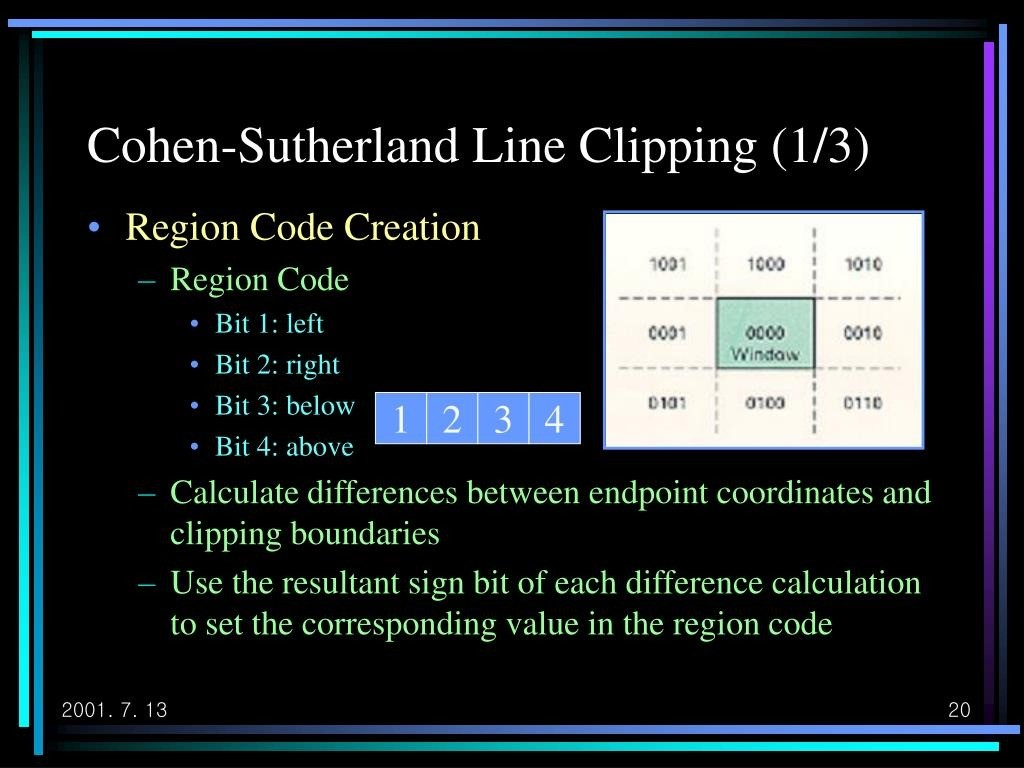 Cohen-Sutherland Line Clipping (1/3)
• Region Code Creation
– Region Code
• Bit 1: left
• Bit 2: right
• Bit 3: below
• Bit 4: above
1 2 3 4
1001 1000 1010
0001 0000 0010
Window
0101 0100 0110
– Calculate differences between endpoint coordinates and
clipping boundaries
– Use the resultant sign bit of each difference calculation
to set the corresponding value in the region code
2001. 7. 13
20